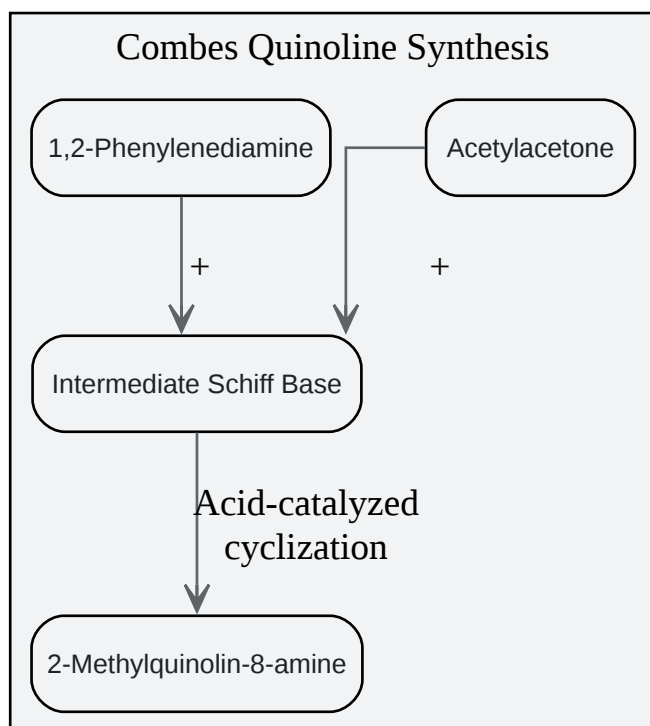 Combes Quinoline Synthesis
1,2-Phenylenediamine
Acetylacetone
+
+
Intermediate Schiff Base
Acid-catalyzed
cyclization
2-Methylquinolin-8-amine